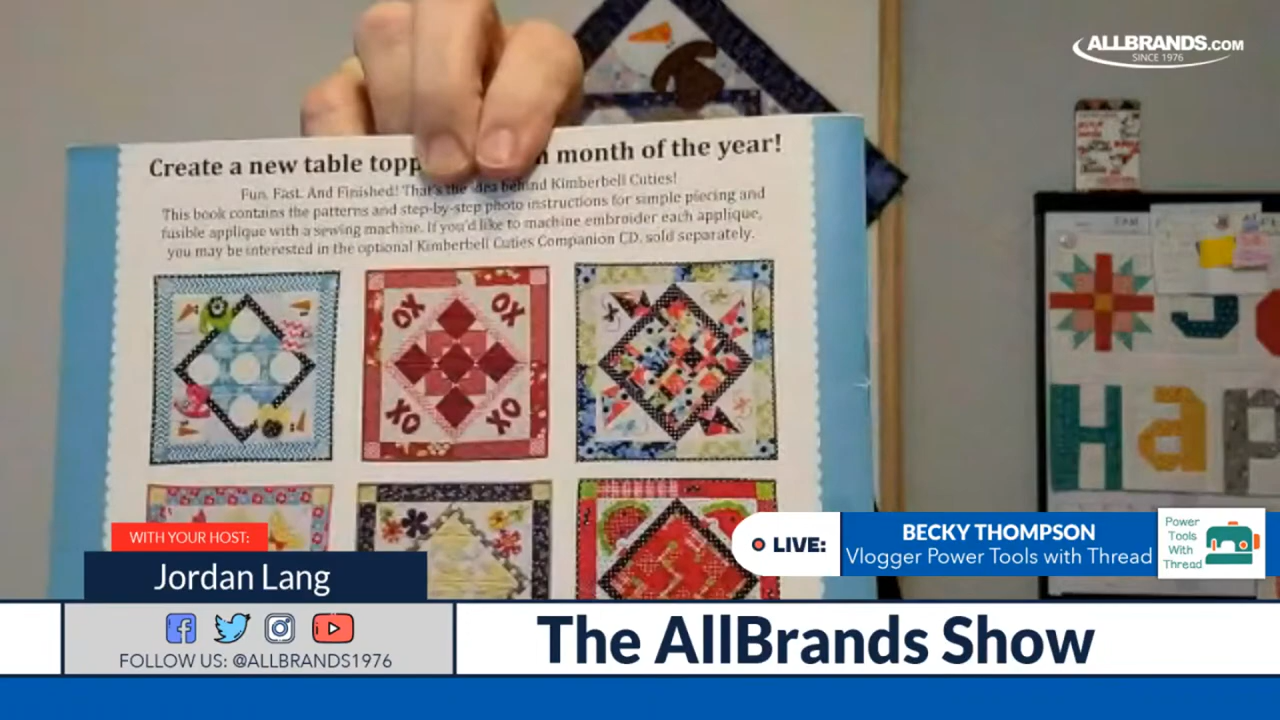 ALLBRANDS.COM
SINCE 1976
Create a new table topp month of the year!
Fun. Fast. And Finished! That's the idea behind Kimberbell Cuties!
This book contains the patterns and step-by-step photo instructions for simple piecing and
fusible applique with a sewing machine. If you'd like to machine embroider each applique,
you may be interested in the optional Kimberbell Cuties Companion CD, sold separately.
OX OX
XO XO
Hap
WITH YOUR HOST:
Jordan Lang
LIVE:
BECKY THOMPSON
Vlogger Power Tools with Thread
Power
Tools
With
Thread
FOLLOW US: @ALLBRANDS1976
The AllBrands Show